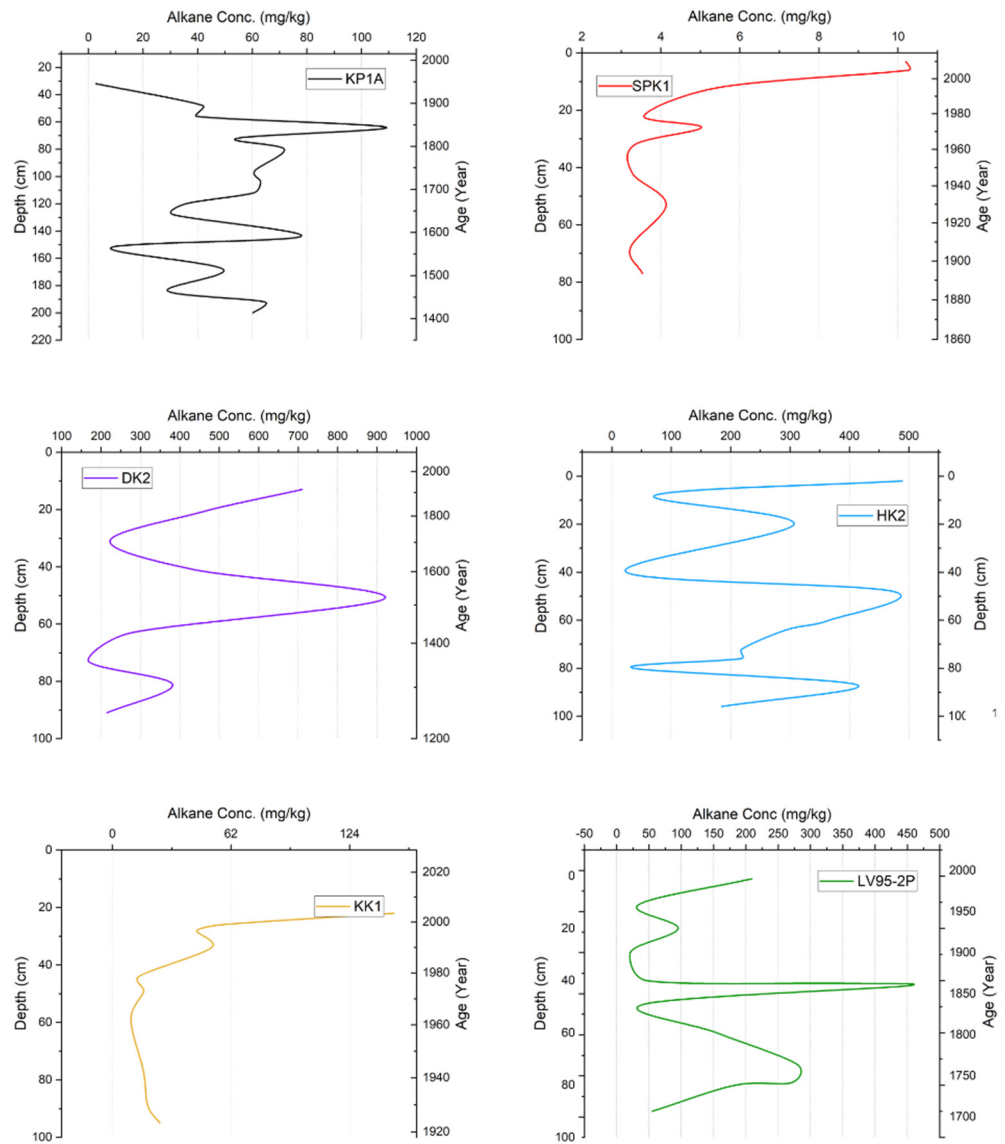 Alkane Conc. (mg/kg)
0 20 40 60 80 100 120
KP1A
Depth (cm)
20
40
60
80
100
120
140
160
180
200
220
Age (Year)
2000
1900
1800
1700
1600
1500
1400
Alkane Conc. (mg/kg)
2 4 6 8 10
SPK1
Depth (cm)
0
20
40
60
80
100
Age (Year)
2000
1980
1960
1940
1920
1900
1880
1860
Alkane Conc. (mg/kg)
100 200 300 400 500 600 700 800 900 1000
DK2
Depth (cm)
0
20
40
60
80
100
Age (Year)
2000
1800
1600
1400
1200
Alkane Conc. (mg/kg)
0 100 200 300 400 500
HK2
Depth (cm)
0
20
40
60
80
100
Depth (cm)
0
20
40
60
80
10
1
Alkane Conc. (mg/kg)
0 62 124
KK1
Depth (cm)
0
20
40
60
80
100
Age (Year)
2020
2000
1980
1960
1940
1920
Alkane Conc (mg/kg)
-50 0 50 100 150 200 250 300 350 400 450 500
LV95-2P
Depth (cm)
0
20
40
60
80
100
Age (Year)
2000
1950
1900
1850
1800
1750
1700